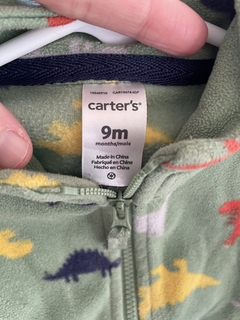 carter's®
9m
months/mois
Made in China
Fabriqué en Chine
Hecho en China